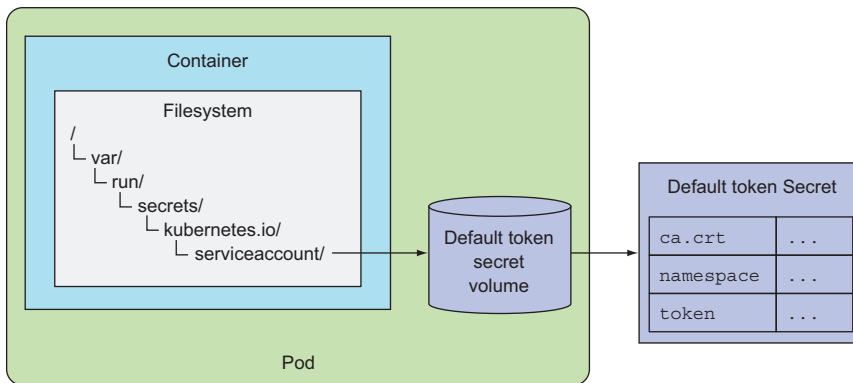 Container
Filesystem
/
var/
run/
secrets/
kubernetes.io/
serviceaccount/
Default token
secret
volume
Pod
Default token Secret
ca.crt ...
namespace ...
token ...